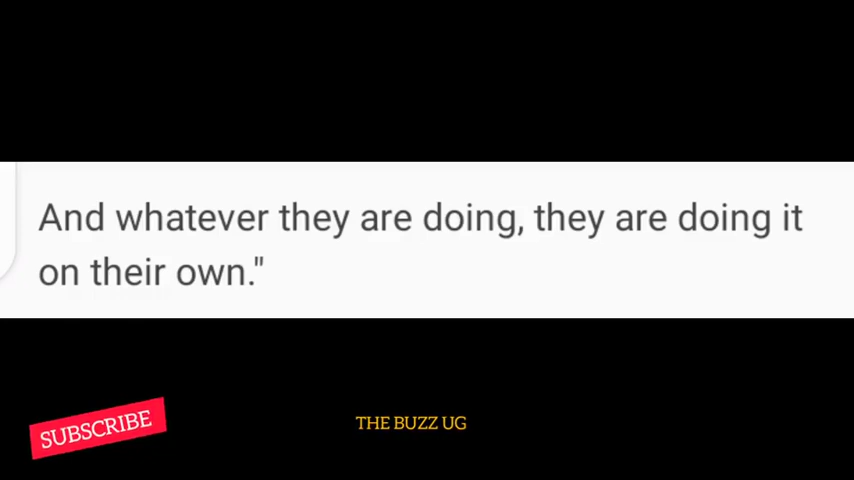 And whatever they are doing, they are doing it
on their own."
SUBSCRIBE
THE BUZZ UG